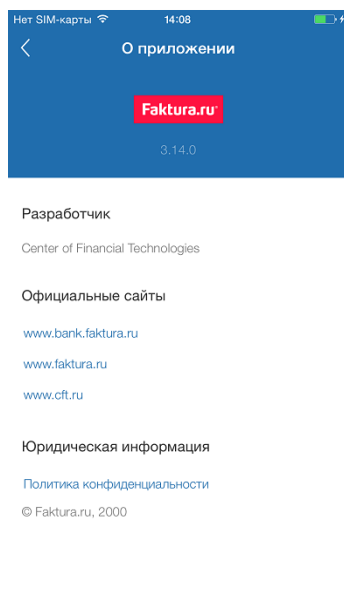 Нет SIM-карты 14:08
О приложении
Faktura.ru
3.14.0
Разработчик
Center of Financial Technologies
Официальные сайты
www.bank.faktura.ru
www.faktura.ru
www.cft.ru
Юридическая информация
Политика конфиденциальности
© Faktura.ru, 2000